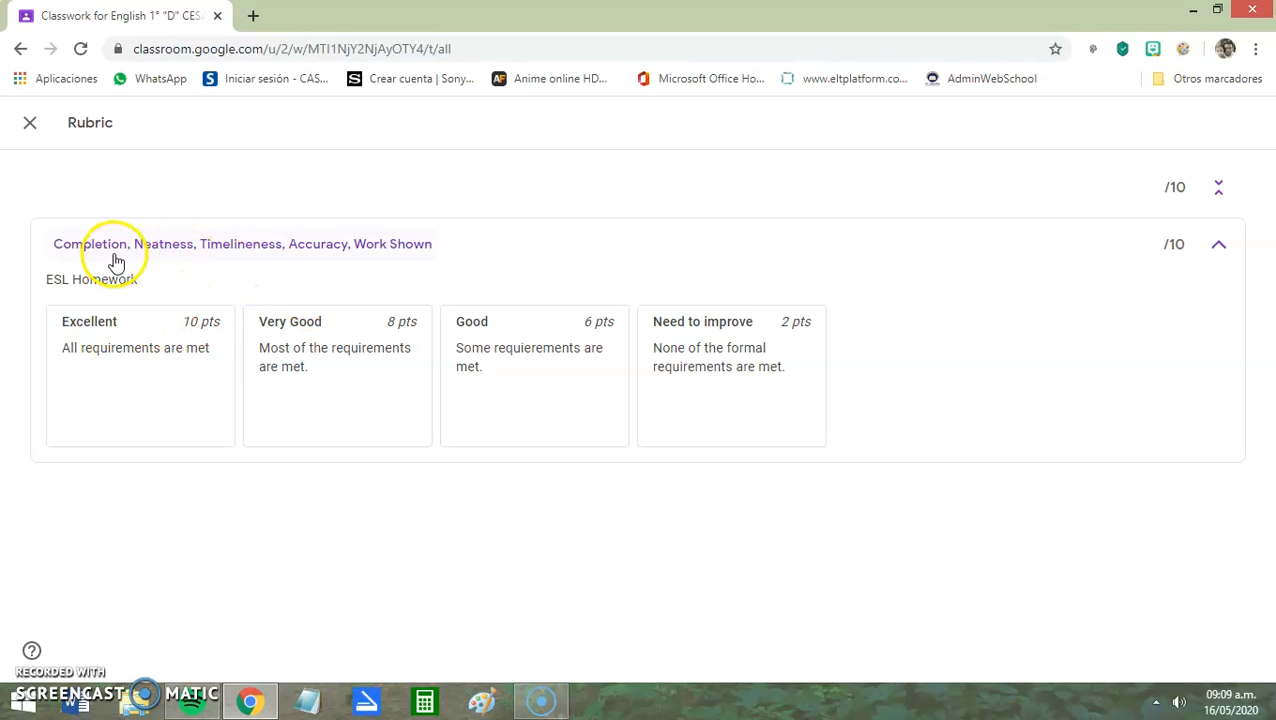 Classwork for English 1° "D" CES
classroom.google.com/u/2/w/MTI1NjY2NjAyOTY4/t/all
Aplicaciones
WhatsApp
Iniciar sesión - CAS...
Crear cuenta | Sony...
Anime online HD...
Microsoft Office Ho...
www.eltplatform.co...
AdminWebSchool
Otros marcadores
Rubric
/10
Completion, Neatness, Timelineness, Accuracy, Work Shown
/10
ESL Homework
Excellent 10 pts
All requirements are met
Very Good 8 pts
Most of the requirements
are met.
Good 6 pts
Some requierements are
met.
Need to improve 2 pts
None of the formal
requirements are met.
RECORDED WITH
SCREENCAST MATIC
09:09 a.m.
16/05/2020